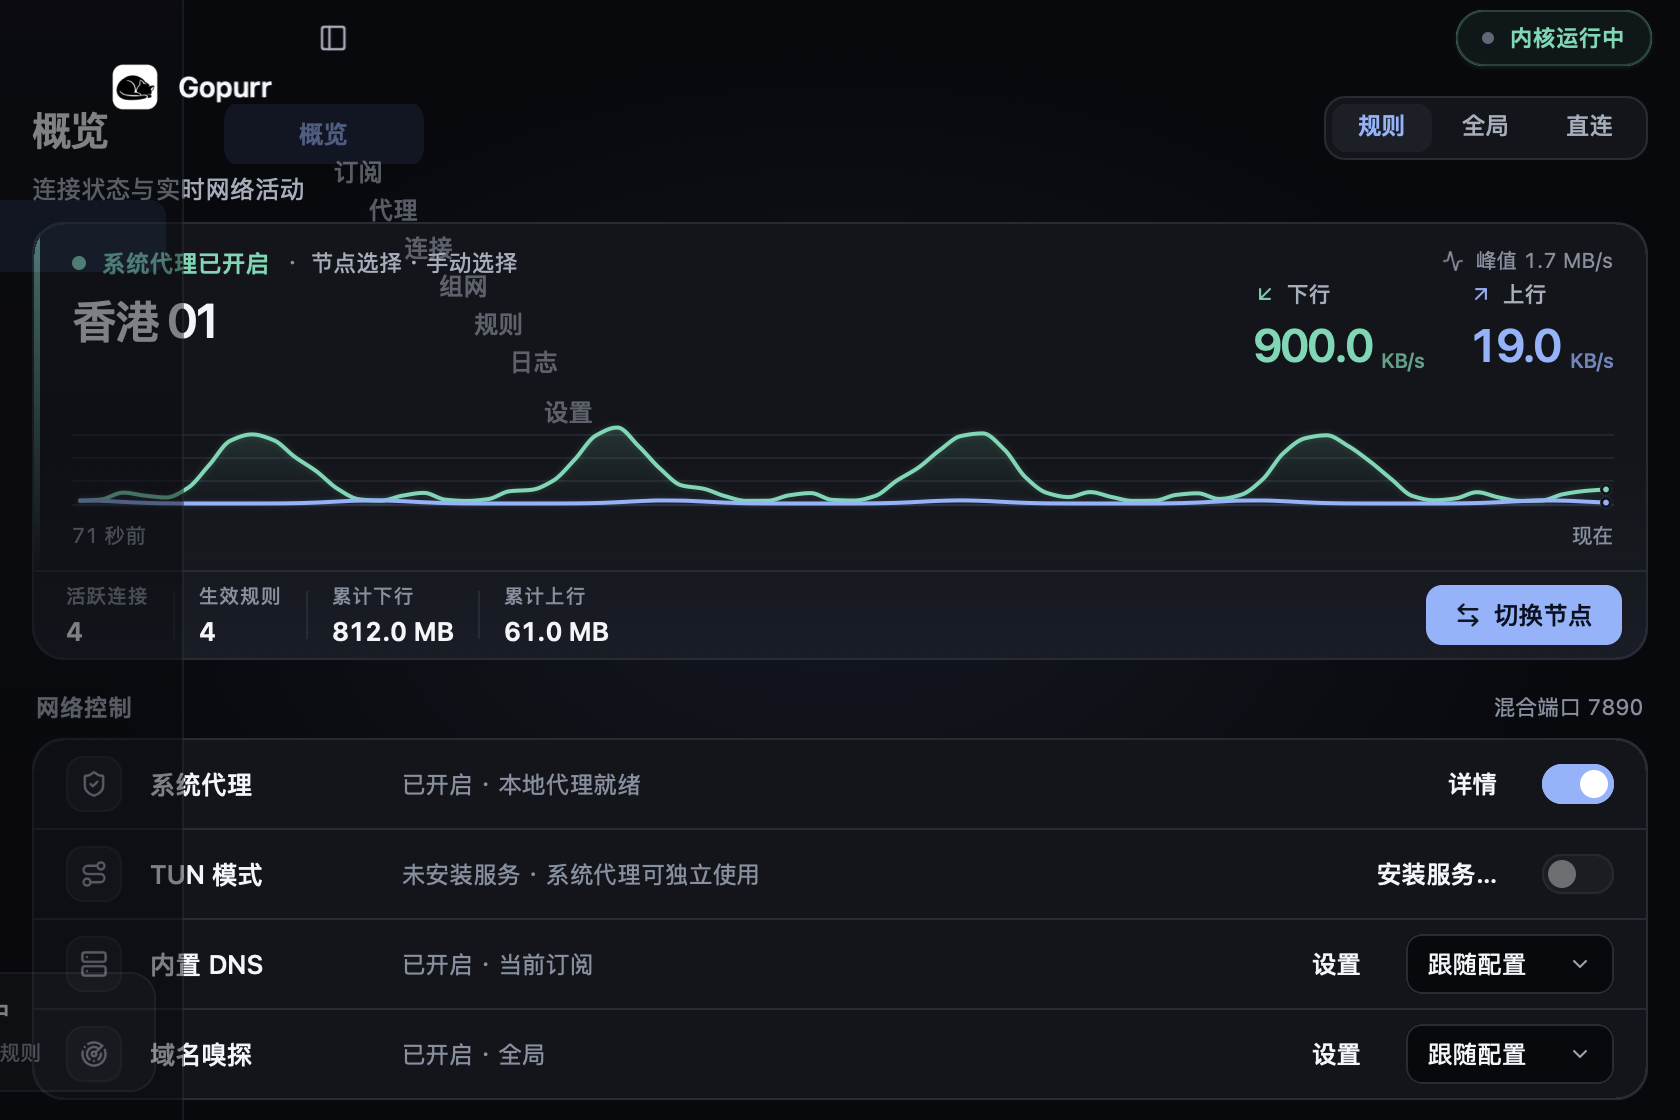 内核运行中
Gopurr
概览
概览
规则
全局
直连
连接状态与实时网络活动
订阅
代理
连接
组网
规则
日志
设置
系统代理已开启 · 节点选择 · 手动选择
峰值 1.7 MB/s
香港 01
下行
上行
900.0 KB/s
19.0 KB/s
71 秒前
现在
活跃连接
4
生效规则
4
累计下行
812.0 MB
累计上行
61.0 MB
切换节点
网络控制
混合端口 7890
系统代理
已开启 · 本地代理就绪
详情
TUN 模式
未安装服务 · 系统代理可独立使用
安装服务...
内置 DNS
已开启 · 当前订阅
设置
跟随配置
域名嗅探
已开启 · 全局
设置
跟随配置
规则